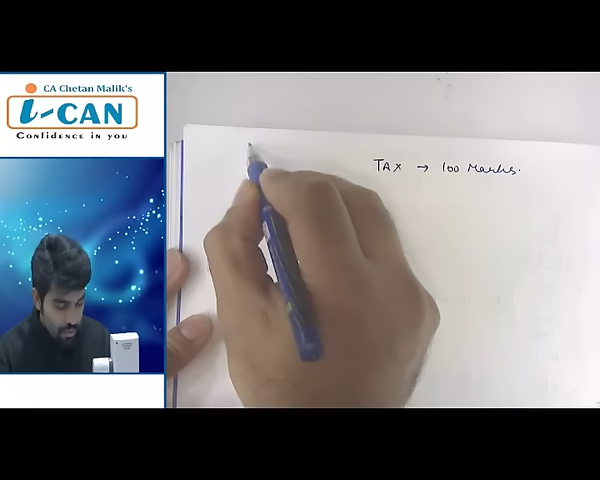 CA Chetan Malik's
i-CAN
Confidence in you
TAX → 100 Marks.